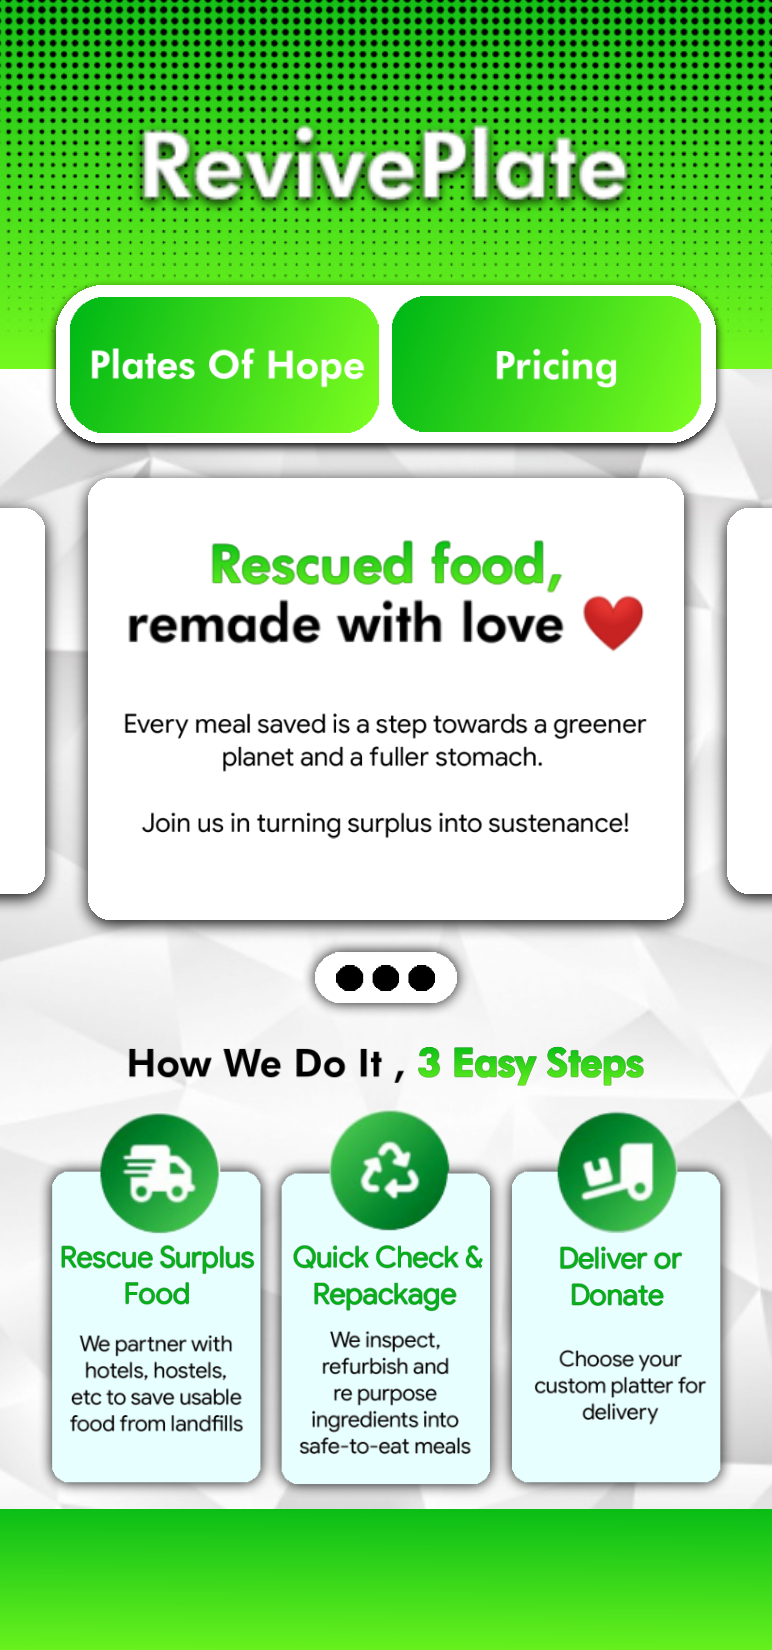 RevivePlate
Plates Of Hope
Pricing
Rescued food,
remade with love ❤️
Every meal saved is a step towards a greener
planet and a fuller stomach.
Join us in turning surplus into sustenance!
How We Do It , 3 Easy Steps
Rescue Surplus
Food
We partner with
hotels, hostels,
etc to save usable
food from landfills
Quick Check &
Repackage
We inspect,
refurbish and
re purpose
ingredients into
safe-to-eat meals
Deliver or
Donate
Choose your
custom platter for
delivery